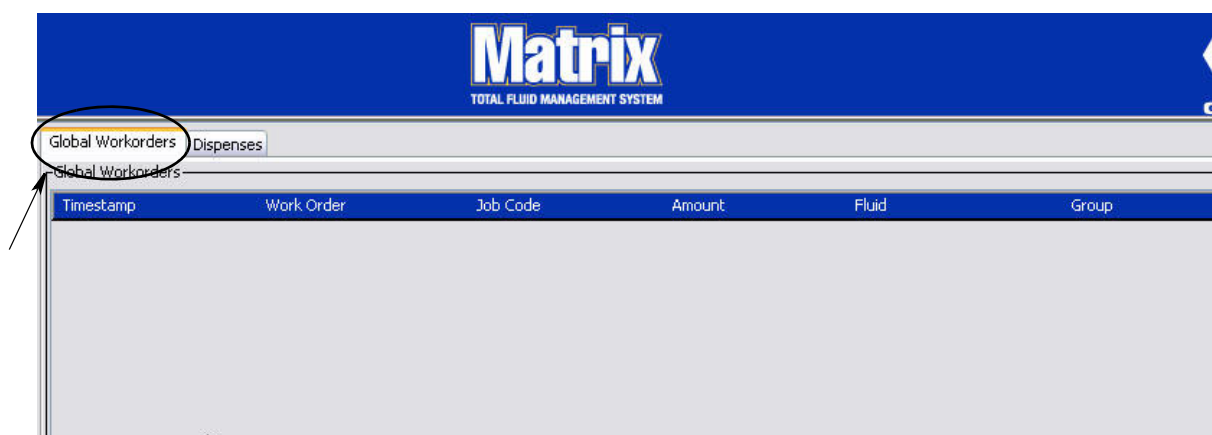 Matrix
TOTAL FLUID MANAGEMENT SYSTEM
Global Workorders Dispenses
Global Workorders
Timestamp Work Order Job Code Amount Fluid Group